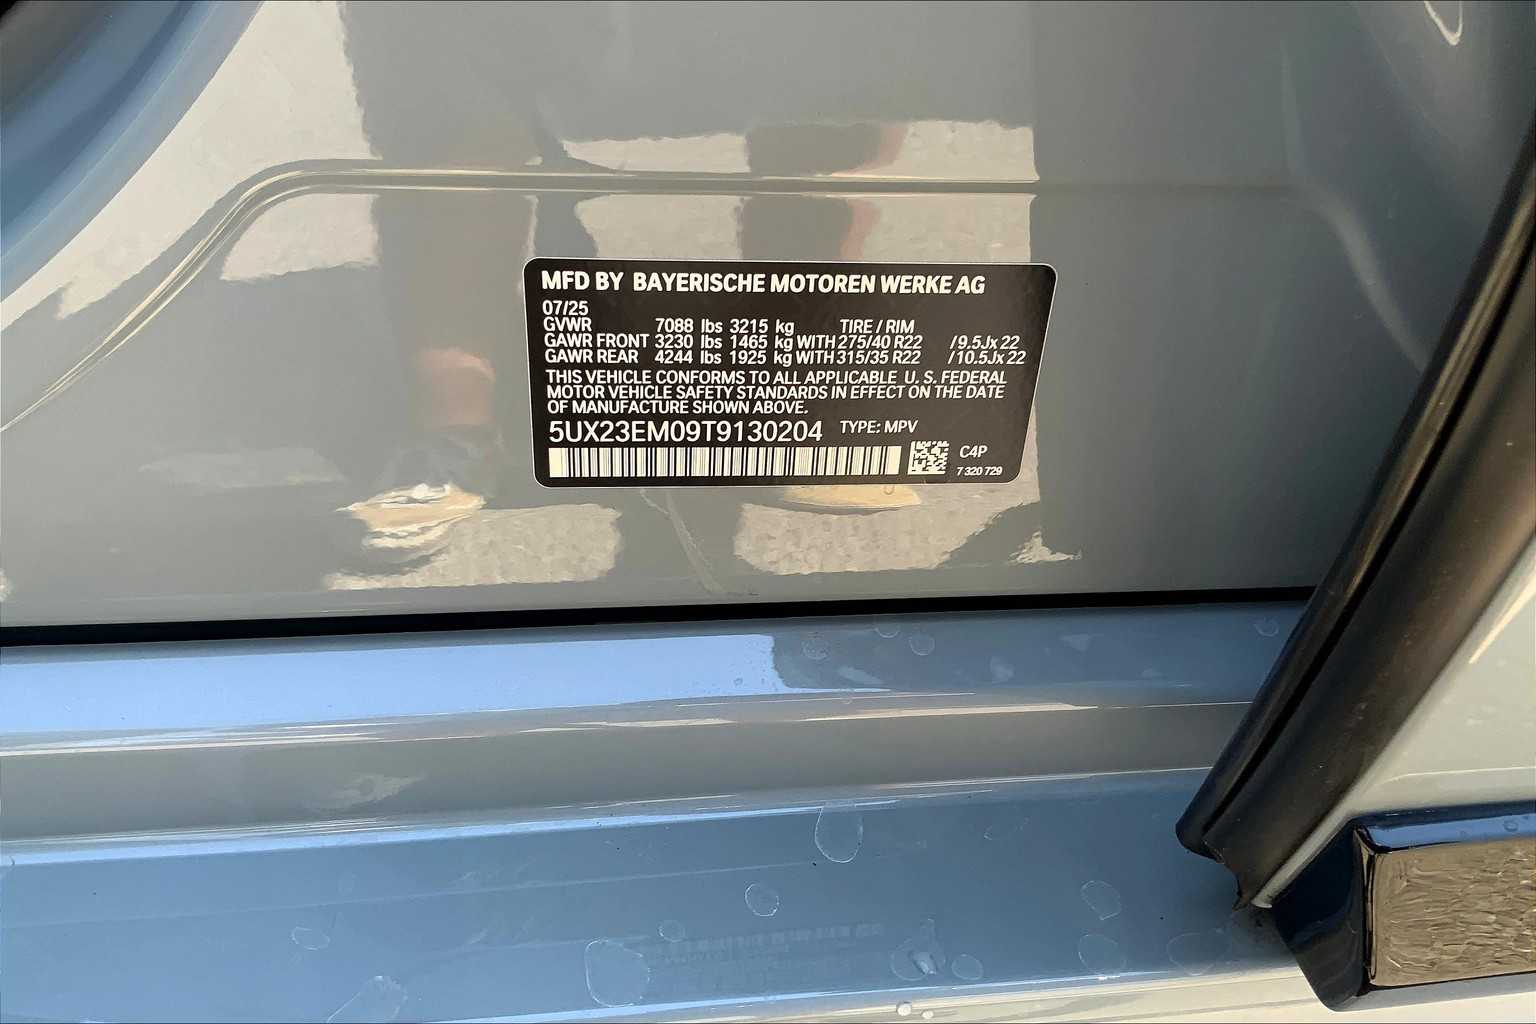 MFD BY BAYERISCHE MOTOREN WERKE AG
07/25
GVWR 7088 lbs 3215 kg TIRE / RIM
GAWR FRONT 3230 lbs 1465 kg WITH 275/40 R22 /9.5Jx22
GAWR REAR 4244 lbs 1925 kg WITH 315/35 R22 /10.5Jx22
THIS VEHICLE CONFORMS TO ALL APPLICABLE U. S. FEDERAL
MOTOR VEHICLE SAFETY STANDARDS IN EFFECT ON THE DATE
OF MANUFACTURE SHOWN ABOVE.
5UX23EM09T9130204 TYPE: MPV
C4P
7 320 729